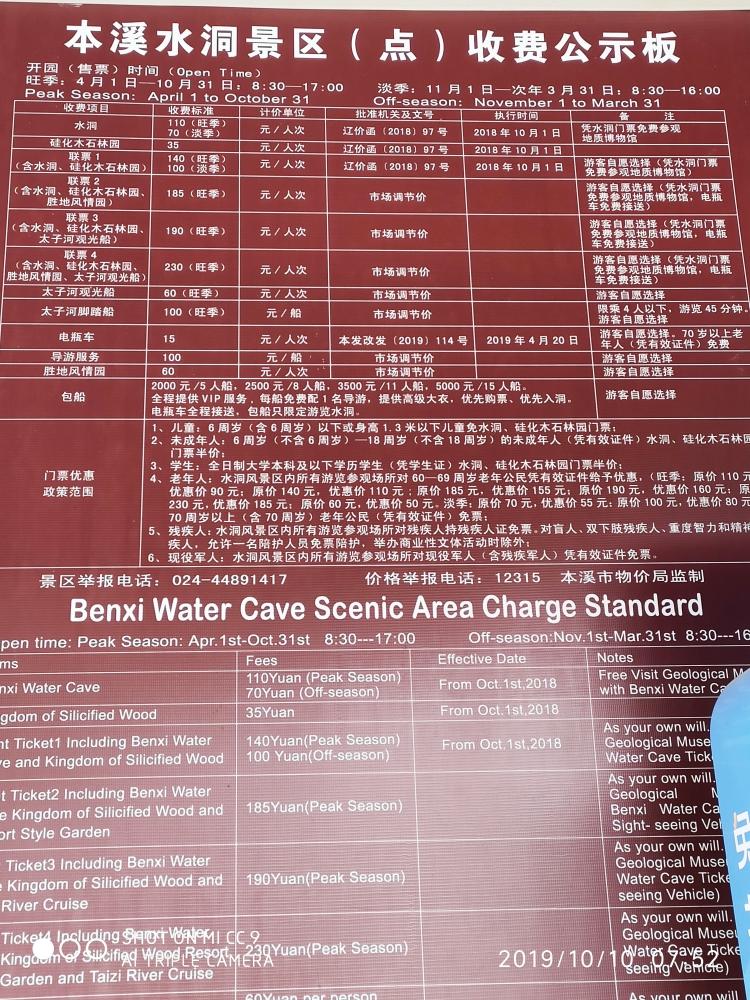 本溪水洞景区（点）收费公示板
开园（售票）时间（Open Time）
旺季：4月1日—10月31日：8:30—17:00 淡季：11月1日—次年3月31日：8:30—16:00
Peak Season: April 1 to October 31 Off-season: November 1 to March 31
收费项目 收费标准 计价单位 批准机关及文号 执行时间 备 注
水洞 110（旺季） 70（淡季） 元/人次 辽价函〔2018〕97号 2018年10月1日 凭水洞门票免费参观
地质博物馆
硅化木石林园 35 元/人次 辽价函〔2018〕97号 2018年10月1日
联票1 140（旺季） 元/人次 辽价函〔2018〕97号 2018年10月1日 游客自愿选择（凭水洞门票
（含水洞、硅化木石林园） 100（淡季） 免费参观地质博物馆）
联票2
（含水洞、硅化木石林园、 185（旺季） 元/人次 市场调节价 游客自愿选择（凭水洞门票
胜地风情园） 免费参观地质博物馆，电瓶
车免费接送）
联票3
（含水洞、硅化木石林园、 190（旺季） 元/人次 市场调节价 游客自愿选择（凭水洞门票
太子河观光船） 免费参观地质博物馆，电瓶
车免费接送）
联票4
（含水洞、硅化木石林园、 230（旺季） 元/人次 市场调节价 游客自愿选择（凭水洞门票
胜地风情园、太子河观光船） 免费参观地质博物馆，电瓶
车免费接送）
太子河观光船 60（旺季） 元/人次 市场调节价 游客自愿选择
太子河脚踏船 100（旺季） 元/船 市场调节价 限乘4人以下，游览45分钟。
游客自愿选择
电瓶车 15 元/人次 本发改发〔2019〕114号 2019年4月20日 游客自愿选择。70岁以上老
年人（凭有效证件）免费
导游服务 100 元/船 市场调节价 游客自愿选择
胜地风情园 60 元/人次 市场调节价 游客自愿选择
包船 2000元/5人船，2500元/8人船，3500元/11人船，5000元/15人船。
全程提供VIP服务，每船免费配1名导游，提供高级大衣，优先购票、优先入洞。 游客自愿选择
电瓶车全程接送，包船只限定游览水洞。
门票优惠
政策范围
1、儿童：6周岁（含6周岁）以下或身高1.3米以下儿童免水洞、硅化木石林园门票；
2、未成年人：6周岁（不含6周岁）—18周岁（不含18周岁）的未成年人（凭有效证件）水洞、硅化木石林园
门票半价；
3、学生：全日制大学本科及以下学历学生（凭学生证）水洞、硅化木石林园门票半价；
4、老年人：水洞风景区内所有游览参观场所对60—69周岁老年公民凭有效证件给予优惠，（旺季：原价110元
优惠价90元；原价140元，优惠价110元；原价185元，优惠价155元；原价190元，优惠价160元；原
230元，优惠价185元；原价60元，优惠价50元。淡季：原价70元，优惠价55元；原价100元，优惠价80元
70周岁以上（含70周岁）老年公民（凭有效证件）免票；
5、残疾人：水洞风景区内所有游览参观场所对残疾人持残疾人证免票。对盲人、双下肢残疾人、重度智力和精神
疾人，允许一名陪护人员免票陪护，举办商业性文体活动时除外；
6、现役军人：水洞风景区内所有游览参观场所对现役军人（含残疾军人）凭有效证件免票。
景区举报电话：024-44891417 价格举报电话：12315 本溪市物价局监制
Benxi Water Cave Scenic Area Charge Standard
pen time: Peak Season: Apr.1st-Oct.31st 8:30---17:00 Off-season:Nov.1st-Mar.31st 8:30---16
ms Fees Effective Date Notes
nxi Water Cave 110Yuan (Peak Season) From Oct.1st,2018 Free Visit Geological M
70Yuan (Off-season) with Benxi Water Ca
gdom of Silicified Wood 35Yuan From Oct.1st,2018
nt Ticket1 Including Benxi Water 140Yuan(Peak Season) From Oct.1st,2018 As your own will.
ve and Kingdom of Silicified Wood 100 Yuan(Off-season) Geological Muse
Water Cave Tick
t Ticket2 Including Benxi Water As your own will.
e Kingdom of Silicified Wood and 185Yuan(Peak Season) Geological M
ort Style Garden Benxi Water Ca
Sight- seeing Veh
Ticket3 Including Benxi Water As your own will.
e Kingdom of Silicified Wood and 190Yuan(Peak Season) Geological Museu
River Cruise Water Cave Ticke
seeing Vehicle)
Ticket4 Including Benxi Water As your own will.
Kingdom of Silicified Wood Resort 230Yuan(Peak Season) Geological Museu
Garden and Taizi River Cruise Water Cave Ticke
seeing Vehicle)
60Yuan per person
SHOT ON MI CC 9
AI TRIPLE CAMERA
2019/10/10 07:52